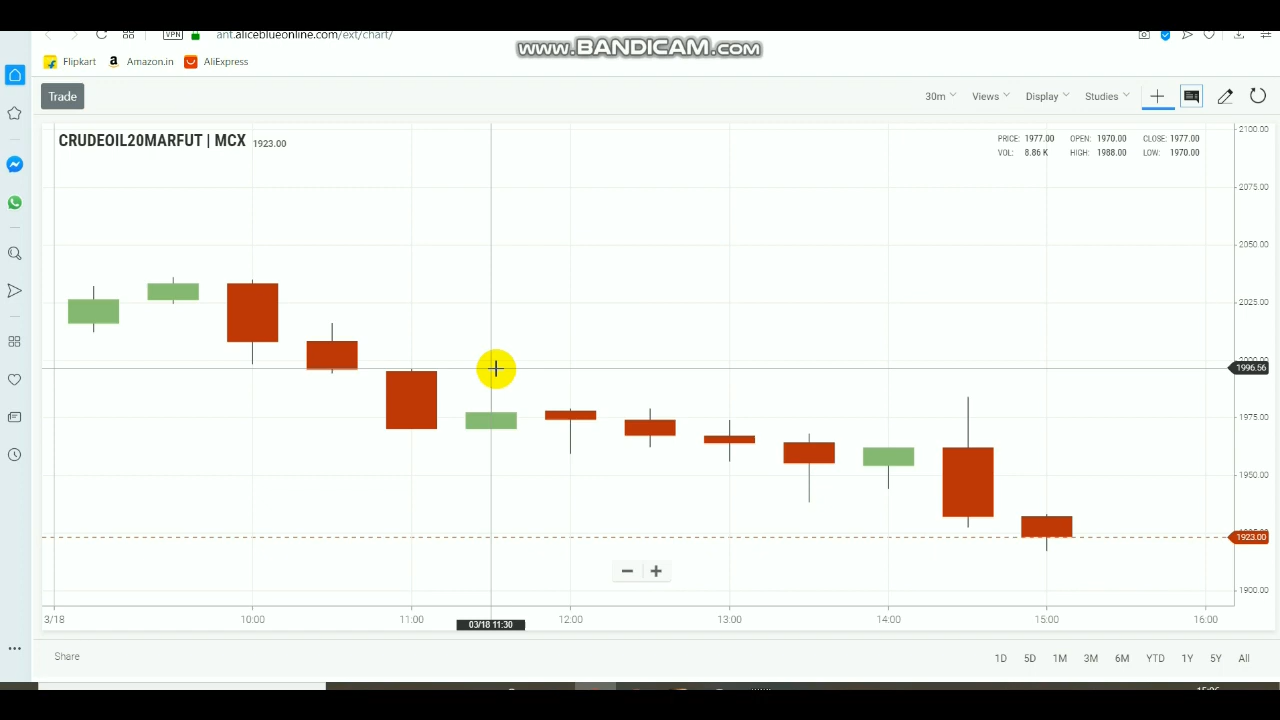 VPN ant.aliceblueonline.com/ext/chart/
www.BANDICAM.com
Flipkart Amazon.in AliExpress
Trade 30m Views Display Studies
CRUDEOIL20MARFUT | MCX 1923.00
PRICE: 1977.00 OPEN: 1970.00 CLOSE: 1977.00
VOL: 8.86 K HIGH: 1988.00 LOW: 1970.00
2100.00
2075.00
2050.00
2025.00
1996.56
1975.00
1950.00
1923.00
1900.00
3/18 10:00 11:00 12:00 13:00 14:00 15:00 16:00
03/18 11:30
Share 1D 5D 1M 3M 6M YTD 1Y 5Y All